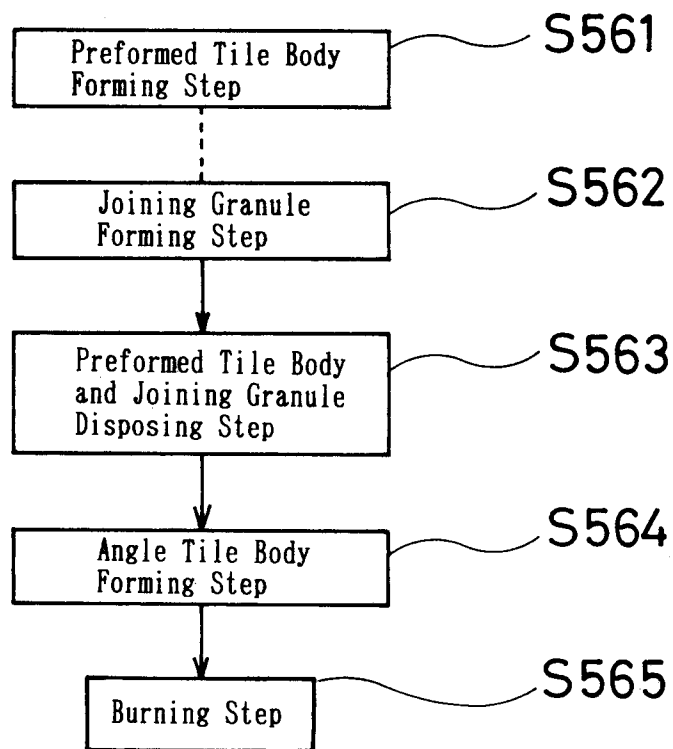 Preformed Tile Body
Forming Step
S561
Joining Granule
Forming Step
S562
Preformed Tile Body
and Joining Granule
Disposing Step
S563
Angle Tile Body
Forming Step
S564
Burning Step
S565